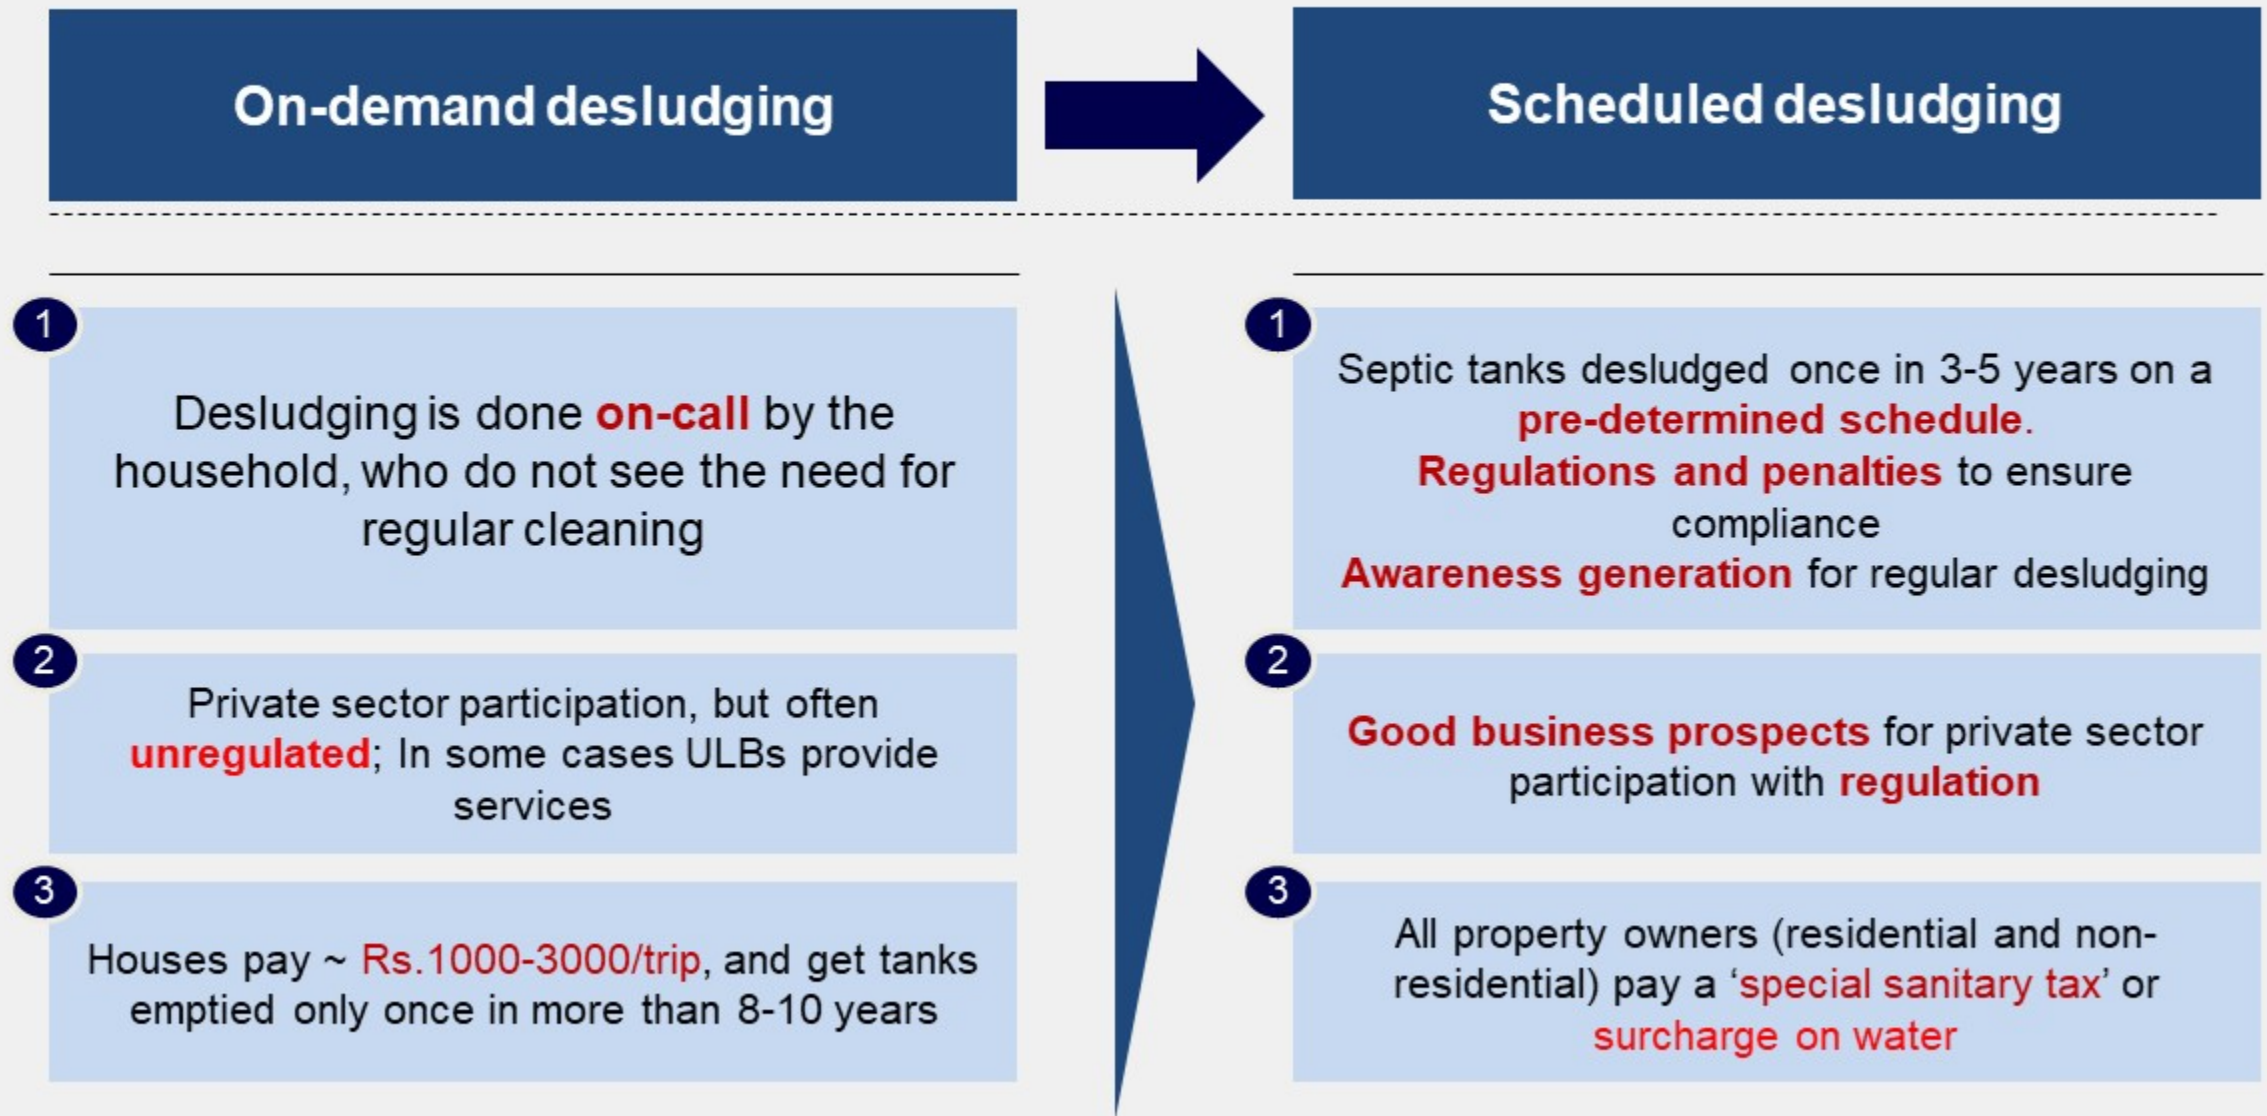 On-demand desludging
Scheduled desludging
1
Desludging is done on-call by the
household, who do not see the need for
regular cleaning
2
Private sector participation, but often
unregulated; In some cases ULBs provide
services
3
Houses pay ~ Rs.1000-3000/trip, and get tanks
emptied only once in more than 8-10 years
1
Septic tanks desludged once in 3-5 years on a
pre-determined schedule.
Regulations and penalties to ensure
compliance
Awareness generation for regular desludging
2
Good business prospects for private sector
participation with regulation
3
All property owners (residential and non-
residential) pay a ‘special sanitary tax’ or
surcharge on water